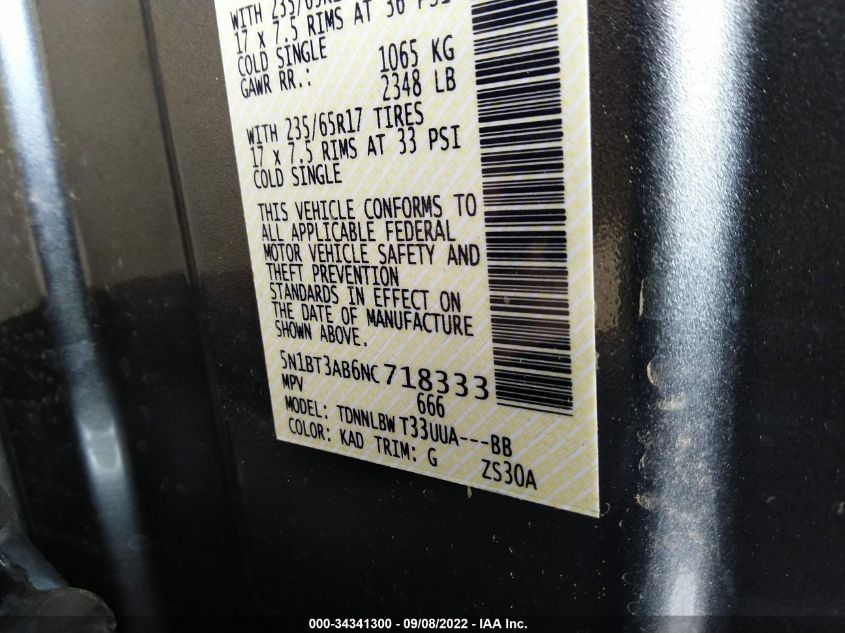 WITH 235/65R17
17 x 7.5 RIMS AT 36 PSI
COLD SINGLE
GAWR RR.: 1065 KG
2348 LB
WITH 235/65R17 TIRES
17 x 7.5 RIMS AT 33 PSI
COLD SINGLE
THIS VEHICLE CONFORMS TO
ALL APPLICABLE FEDERAL
MOTOR VEHICLE SAFETY AND
THEFT PREVENTION
STANDARDS IN EFFECT ON
THE DATE OF MANUFACTURE
SHOWN ABOVE.
5N1BT3AB6NC718333
MPV 666
MODEL: TDNNLBW T33UUA---BB
COLOR: KAD TRIM: G ZS30A
000-34341300 - 09/08/2022 - IAA Inc.